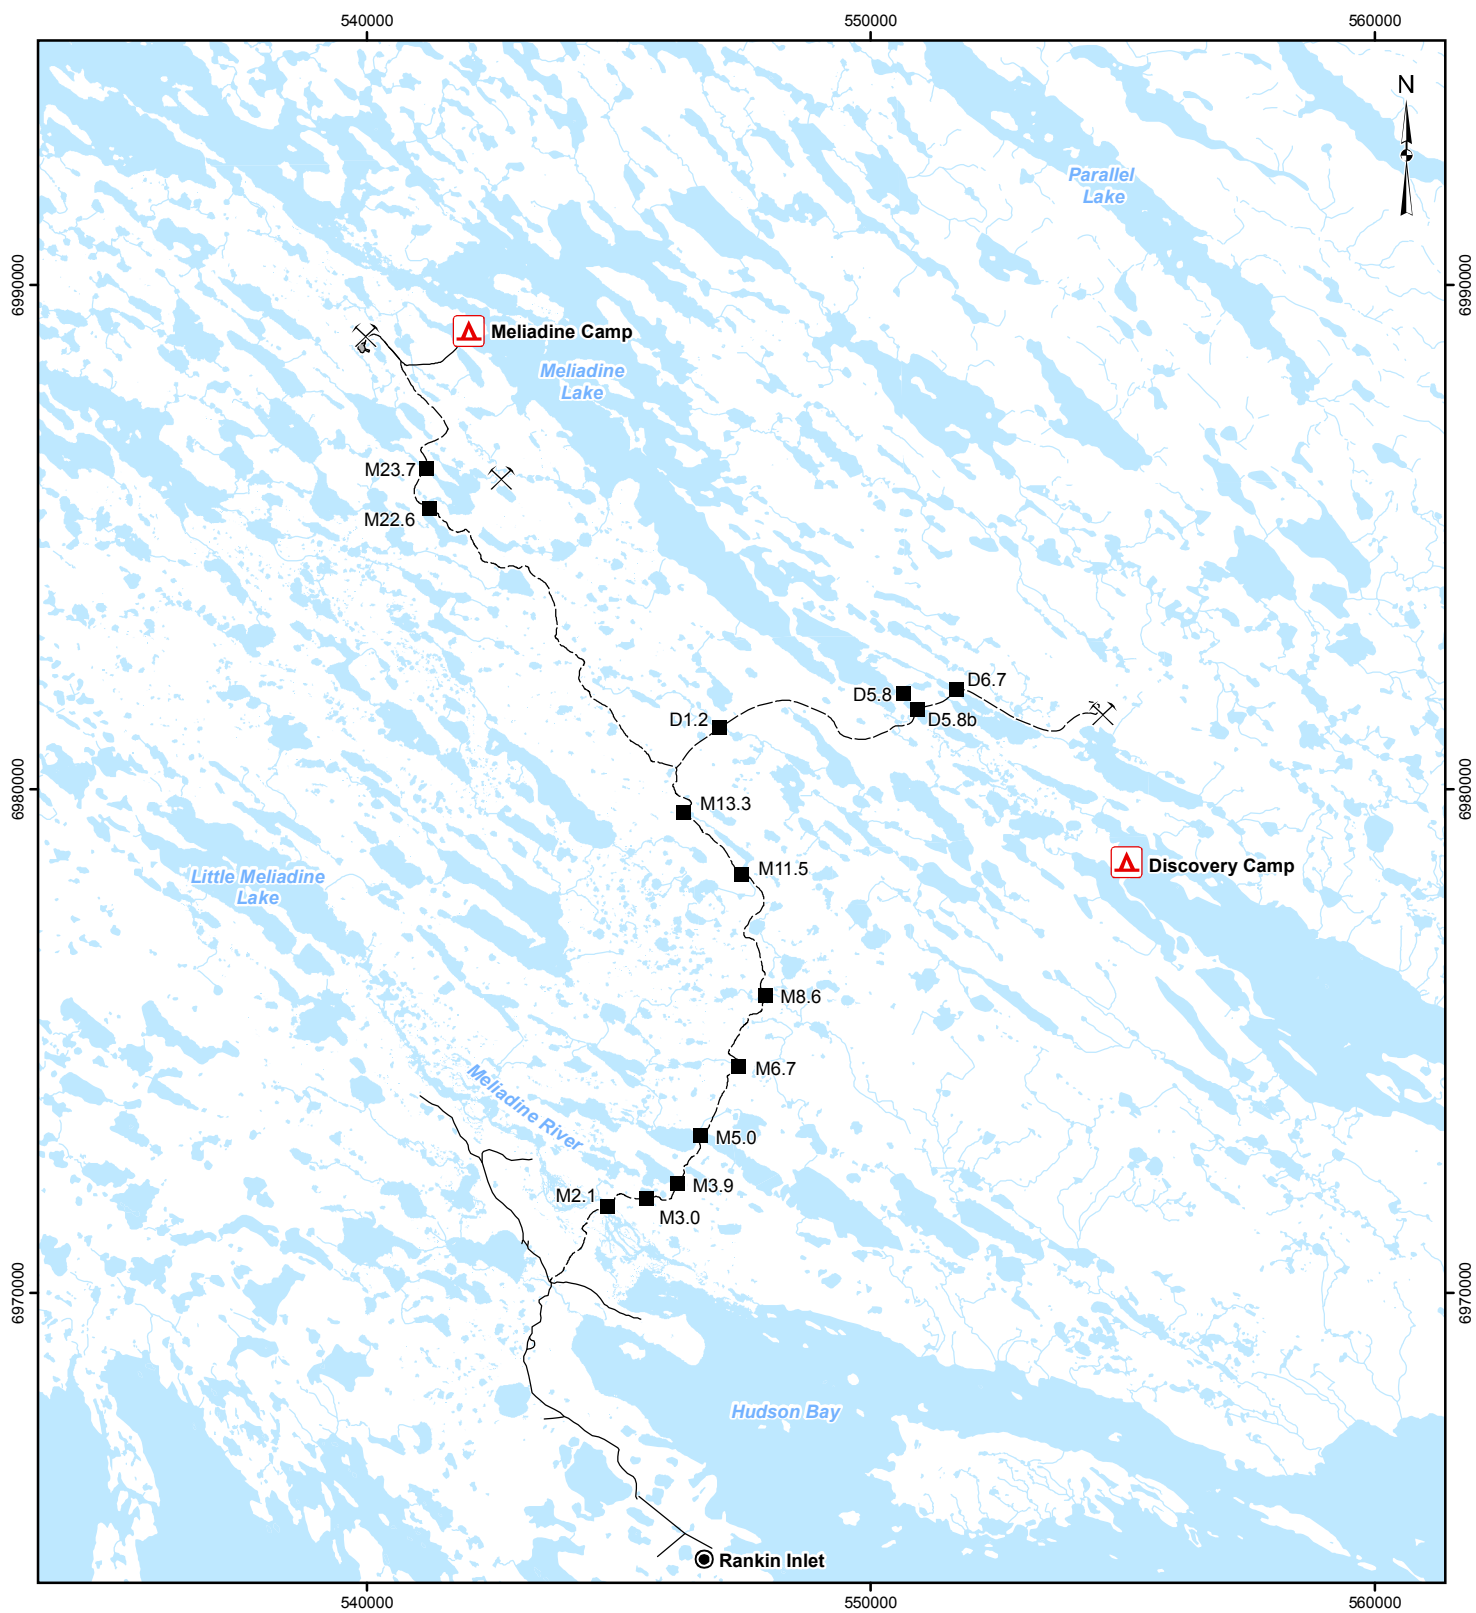 540000
550000
560000
N
Parallel
Lake
6990000
6990000
Meliadine Camp
Meliadine
Lake
M23.7
M22.6
D6.7
D5.8
D5.8b
D1.2
6980000
6980000
M13.3
M11.5
Discovery Camp
Little Meliadine
Lake
M8.6
M6.7
Meliadine River
M5.0
M3.9
M2.1
M3.0
6970000
6970000
Hudson Bay
Rankin Inlet
540000
550000
560000